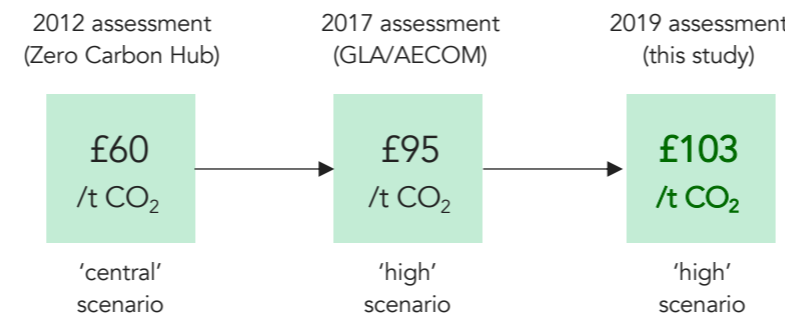 2012 assessment
(Zero Carbon Hub)
£60
/t CO₂
'central'
scenario
2017 assessment
(GLA/AECOM)
£95
/t CO₂
'high'
scenario
2019 assessment
(this study)
£103
/t CO₂
'high'
scenario